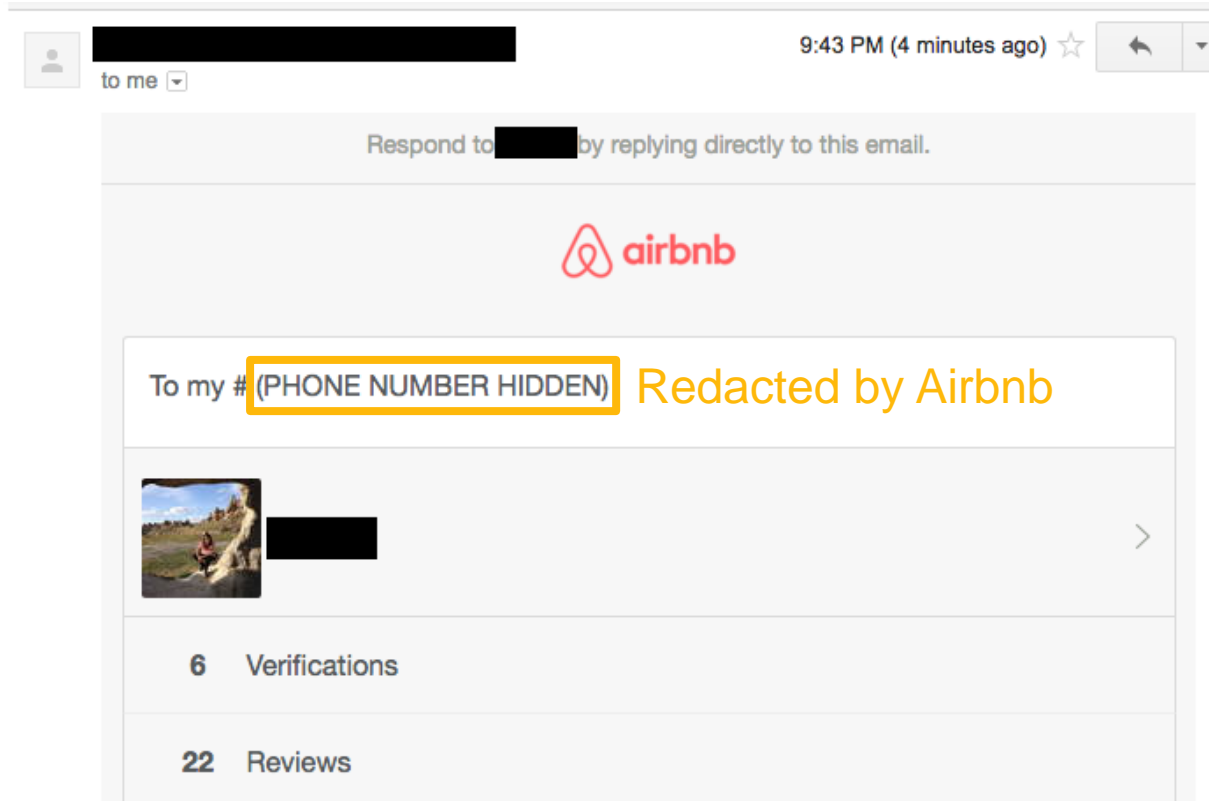 9:43 PM (4 minutes ago)
to me
Respond to by replying directly to this email.
airbnb
To my # (PHONE NUMBER HIDDEN) Redacted by Airbnb
6 Verifications
22 Reviews